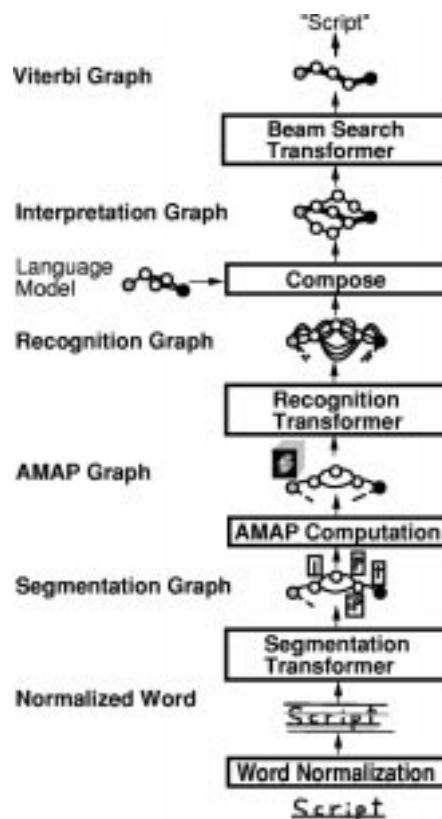 "Script"
Viterbi Graph
Beam Search
Transformer
Interpretation Graph
Language
Model
Compose
Recognition Graph
Recognition
Transformer
AMAP Graph
AMAP Computation
Segmentation Graph
Segmentation
Transformer
Normalized Word
Script
Word Normalization
Script